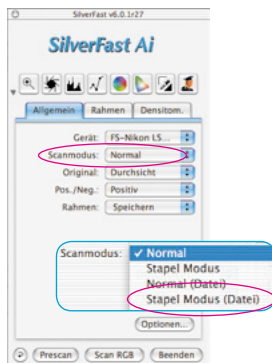 SilverFast v6.0.1r27
SilverFast Ai
Allgemein Rahmen Densitom.
Gerät: FS-Nikon LS...
Scanmodus: Normal
Original: Durchsicht
Pos./Neg.: Positiv
Rahmen: Speichern
Scanmodus: ✓ Normal
Stapel Modus
Normal (Datei)
Stapel Modus (Datei)
Optionen...
Prescan Scan RGB Beenden